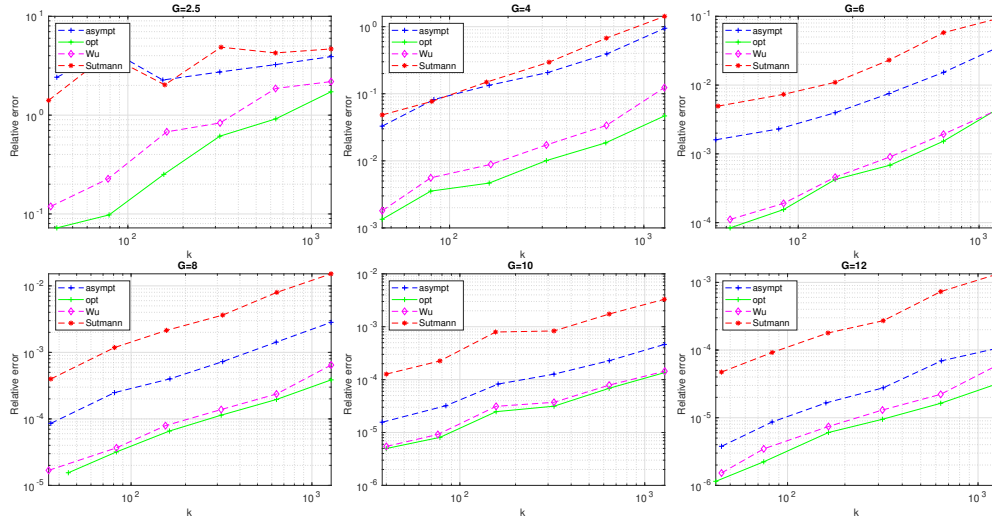 G=2.5
10^1
10^0
10^-1
Relative error
asympt
opt
Wu
Sutmann
10^2
10^3
k
G=4
10^0
10^-1
10^-2
10^-3
Relative error
asympt
opt
Wu
Sutmann
10^2
10^3
k
G=6
10^-1
10^-2
10^-3
10^-4
Relative error
asympt
opt
Wu
Sutmann
10^2
10^3
k
G=8
10^-2
10^-3
10^-4
10^-5
Relative error
asympt
opt
Wu
Sutmann
10^2
10^3
k
G=10
10^-2
10^-3
10^-4
10^-5
10^-6
Relative error
asympt
opt
Wu
Sutmann
10^2
10^3
k
G=12
10^-3
10^-4
10^-5
10^-6
Relative error
asympt
opt
Wu
Sutmann
10^2
10^3
k